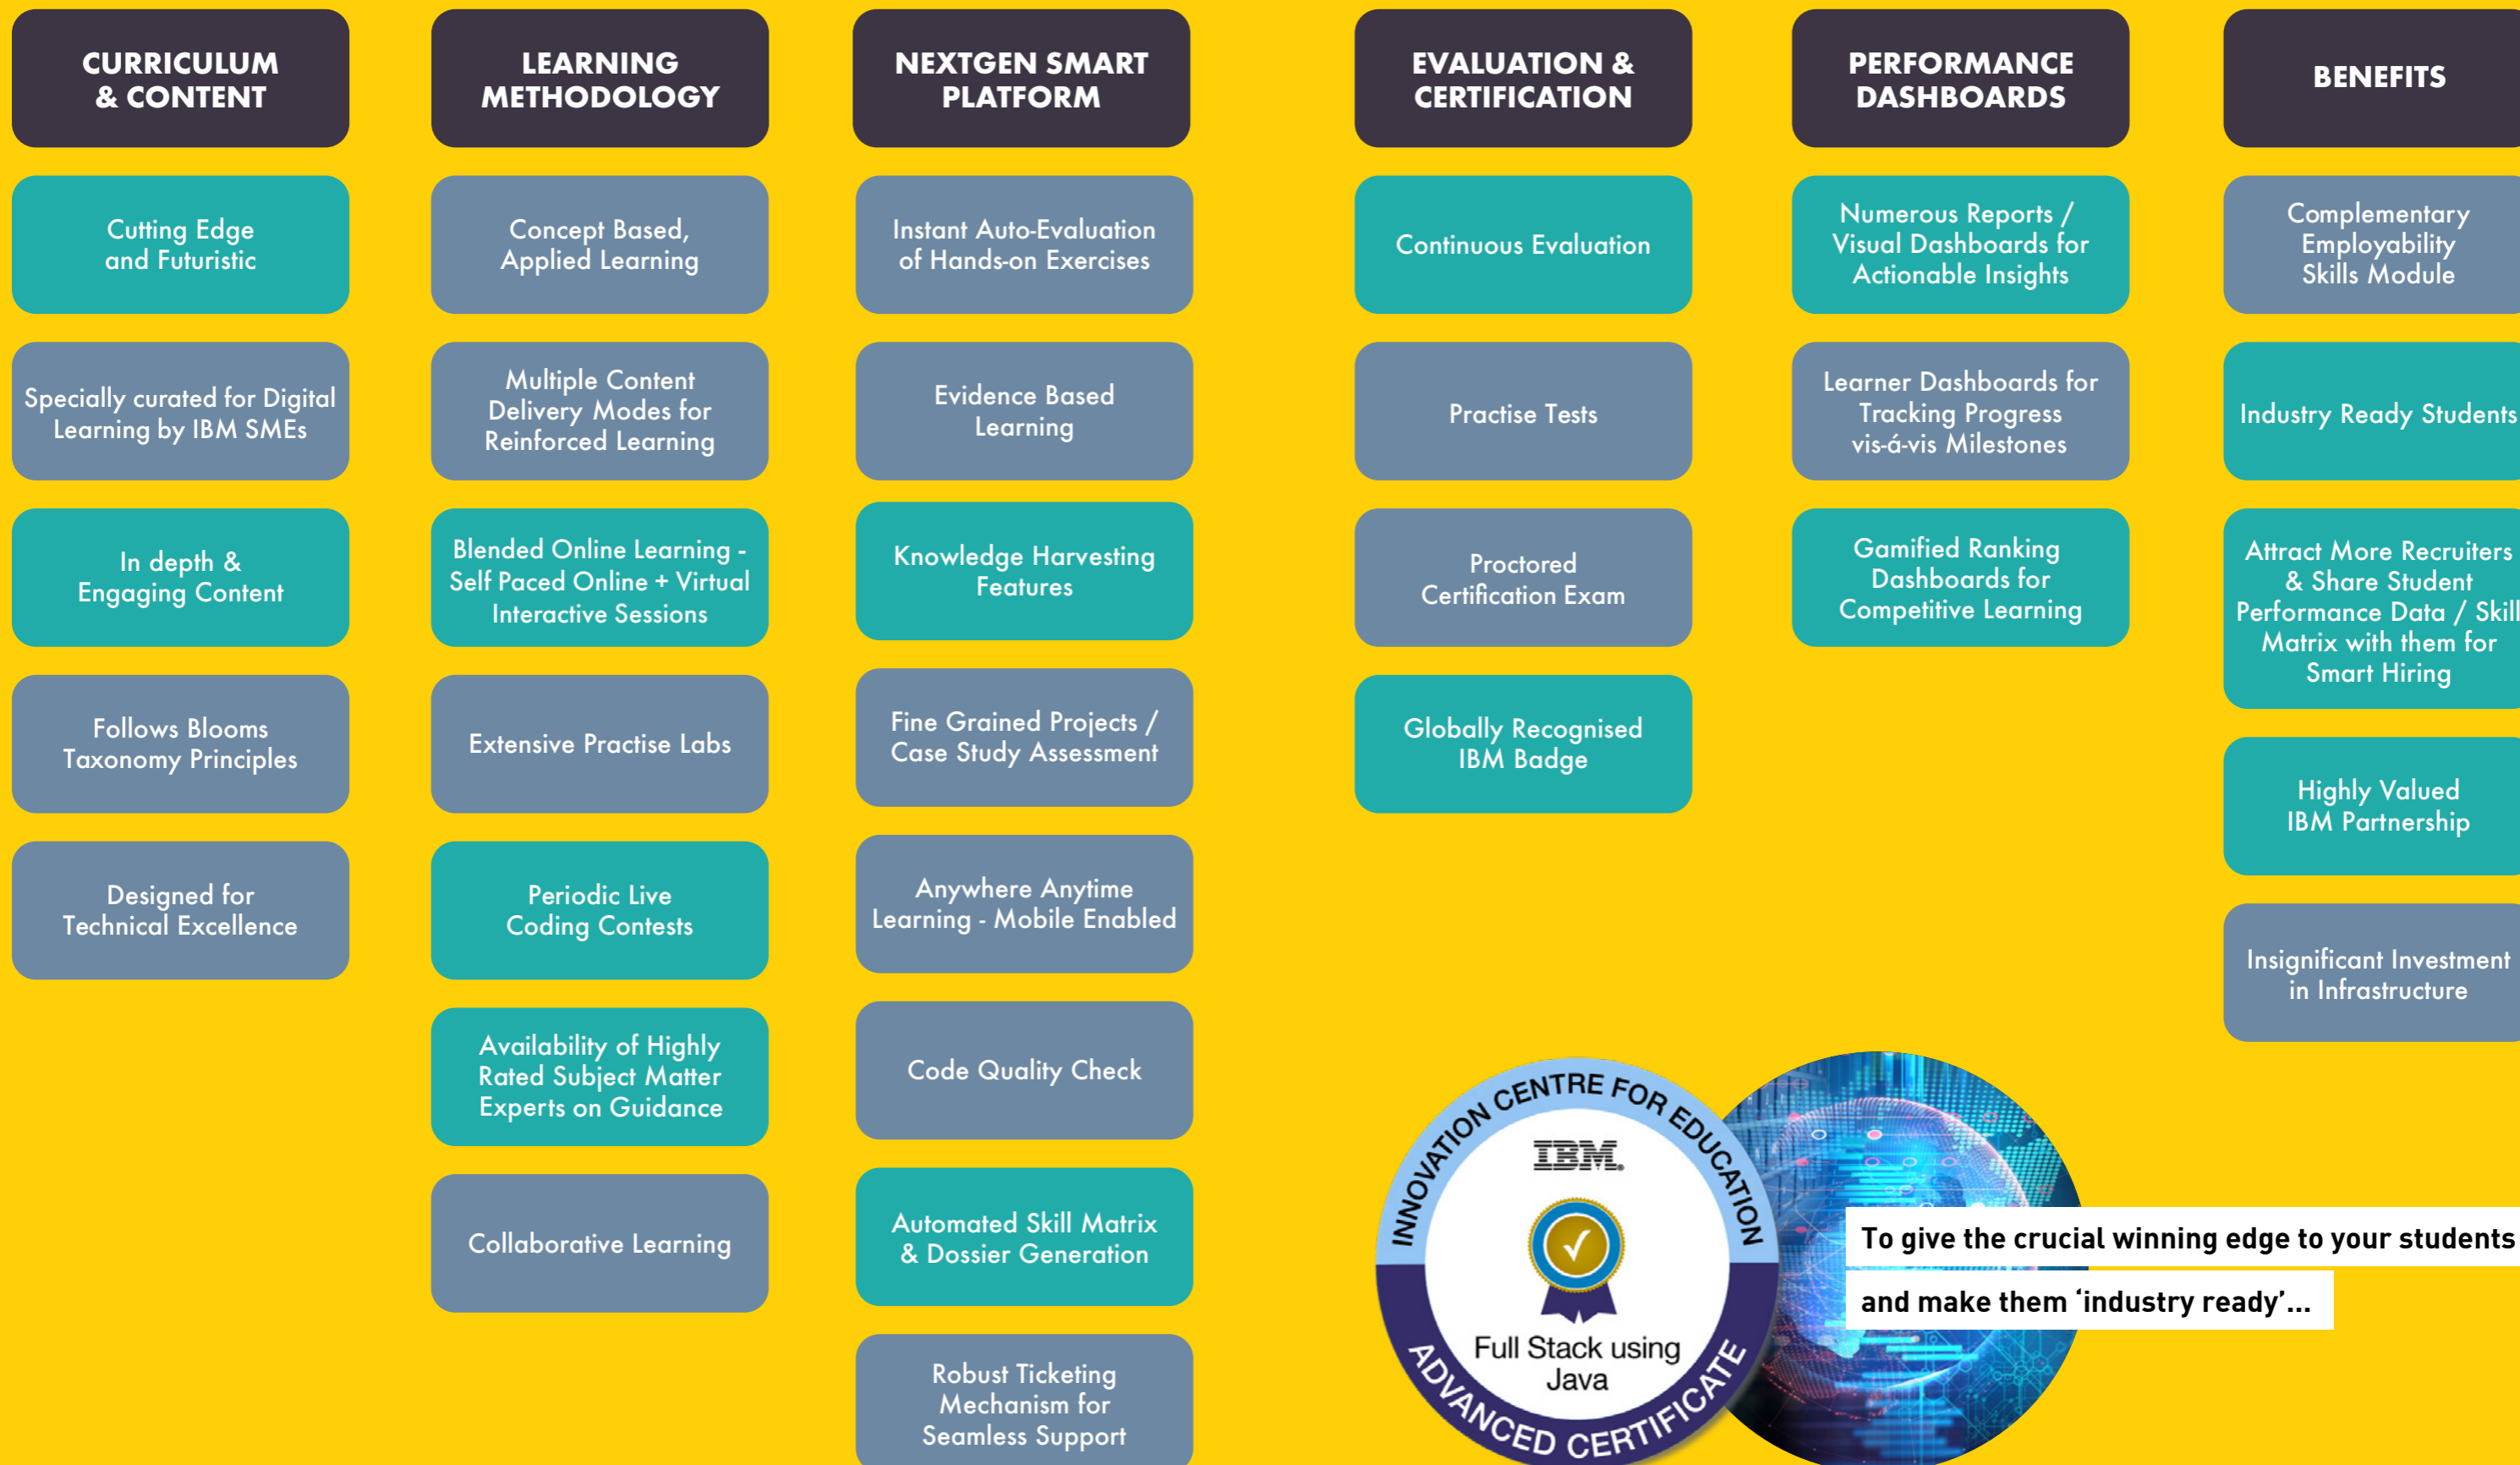 CURRICULUM
& CONTENT
Cutting Edge
and Futuristic
Specially curated for Digital
Learning by IBM SMEs
In depth &
Engaging Content
Follows Blooms
Taxonomy Principles
Designed for
Technical Excellence
LEARNING
METHODOLOGY
Concept Based,
Applied Learning
Multiple Content
Delivery Modes for
Reinforced Learning
Blended Online Learning -
Self Paced Online + Virtual
Interactive Sessions
Extensive Practise Labs
Periodic Live
Coding Contests
Availability of Highly
Rated Subject Matter
Experts on Guidance
Collaborative Learning
NEXTGEN SMART
PLATFORM
Instant Auto-Evaluation
of Hands-on Exercises
Evidence Based
Learning
Knowledge Harvesting
Features
Fine Grained Projects /
Case Study Assessment
Anywhere Anytime
Learning - Mobile Enabled
Code Quality Check
Automated Skill Matrix
& Dossier Generation
Robust Ticketing
Mechanism for
Seamless Support
EVALUATION &
CERTIFICATION
Continuous Evaluation
Practise Tests
Proctored
Certification Exam
Globally Recognised
IBM Badge
PERFORMANCE
DASHBOARDS
Numerous Reports /
Visual Dashboards for
Actionable Insights
Learner Dashboards for
Tracking Progress
vis-á-vis Milestones
Gamified Ranking
Dashboards for
Competitive Learning
BENEFITS
Complementary
Employability
Skills Module
Industry Ready Students
Attract More Recruiters
& Share Student
Performance Data / Skill
Matrix with them for
Smart Hiring
Highly Valued
IBM Partnership
Insignificant Investment
in Infrastructure
INNOVATION CENTRE FOR EDUCATION
IBM®
Full Stack using
Java
ADVANCED CERTIFICATE
To give the crucial winning edge to your students
and make them ‘industry ready’...